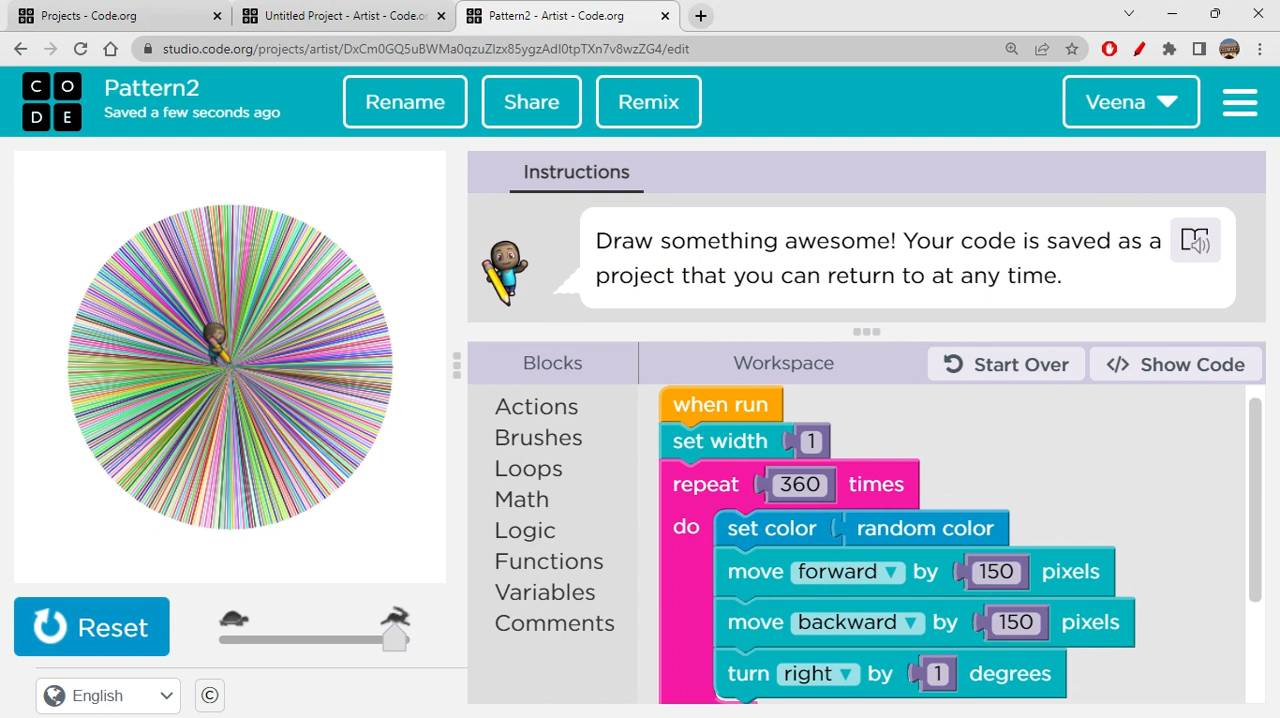 Projects - Code.org
Untitled Project - Artist - Code.or
Pattern2 - Artist - Code.org
studio.code.org/projects/artist/DxCm0GQ5uBWMa0qzuZIzx85ygzAdI0tpTXn7v8wzZG4/edit
C O
D E
Pattern2
Saved a few seconds ago
Rename
Share
Remix
Veena
Instructions
Draw something awesome! Your code is saved as a
project that you can return to at any time.
Blocks
Workspace
Start Over
</> Show Code
Actions
Brushes
Loops
Math
Logic
Functions
Variables
Comments
when run
set width 1
repeat 360 times
do set color random color
move forward by 150 pixels
move backward by 150 pixels
turn right by 1 degrees
Reset
English
©